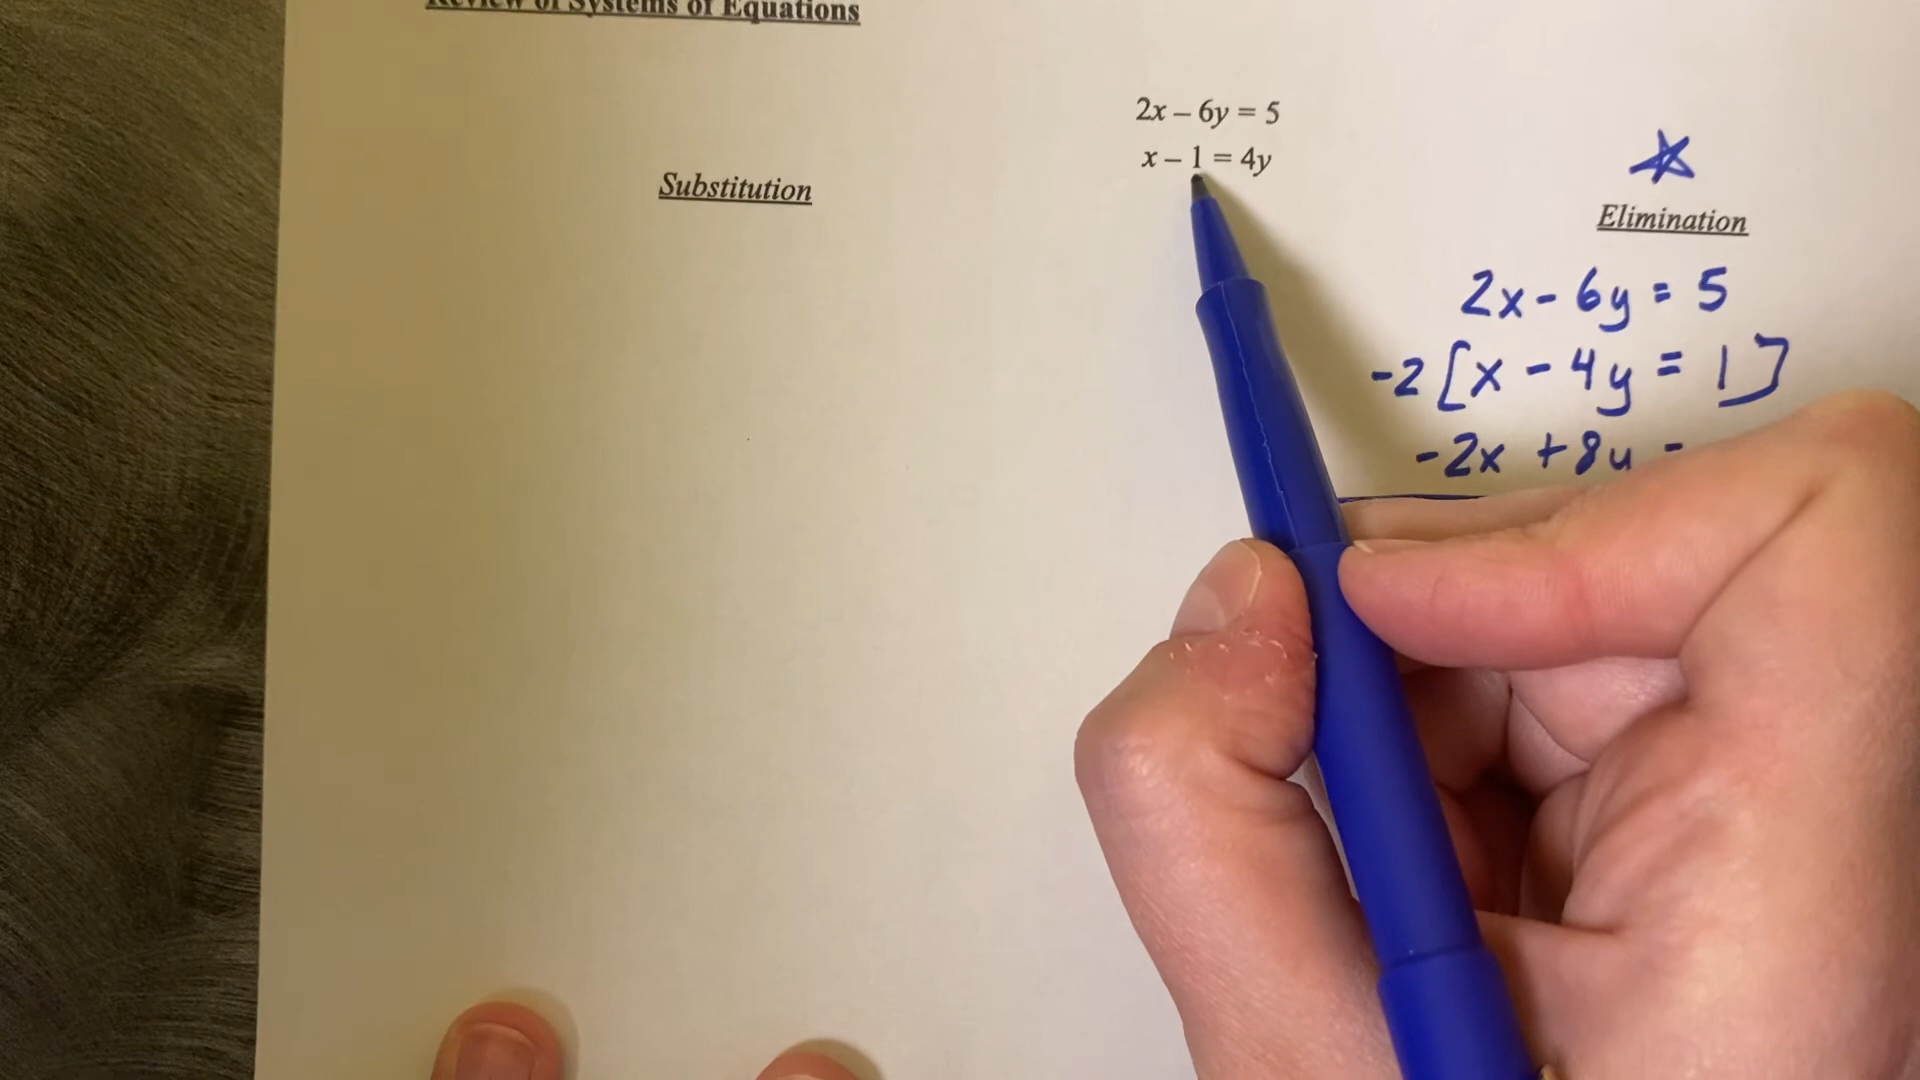 Review of Systems of Equations
2x – 6y = 5
x – 1 = 4y
Substitution
Elimination
2x - 6y = 5
-2[x - 4y = 1]
-2x + 8y =